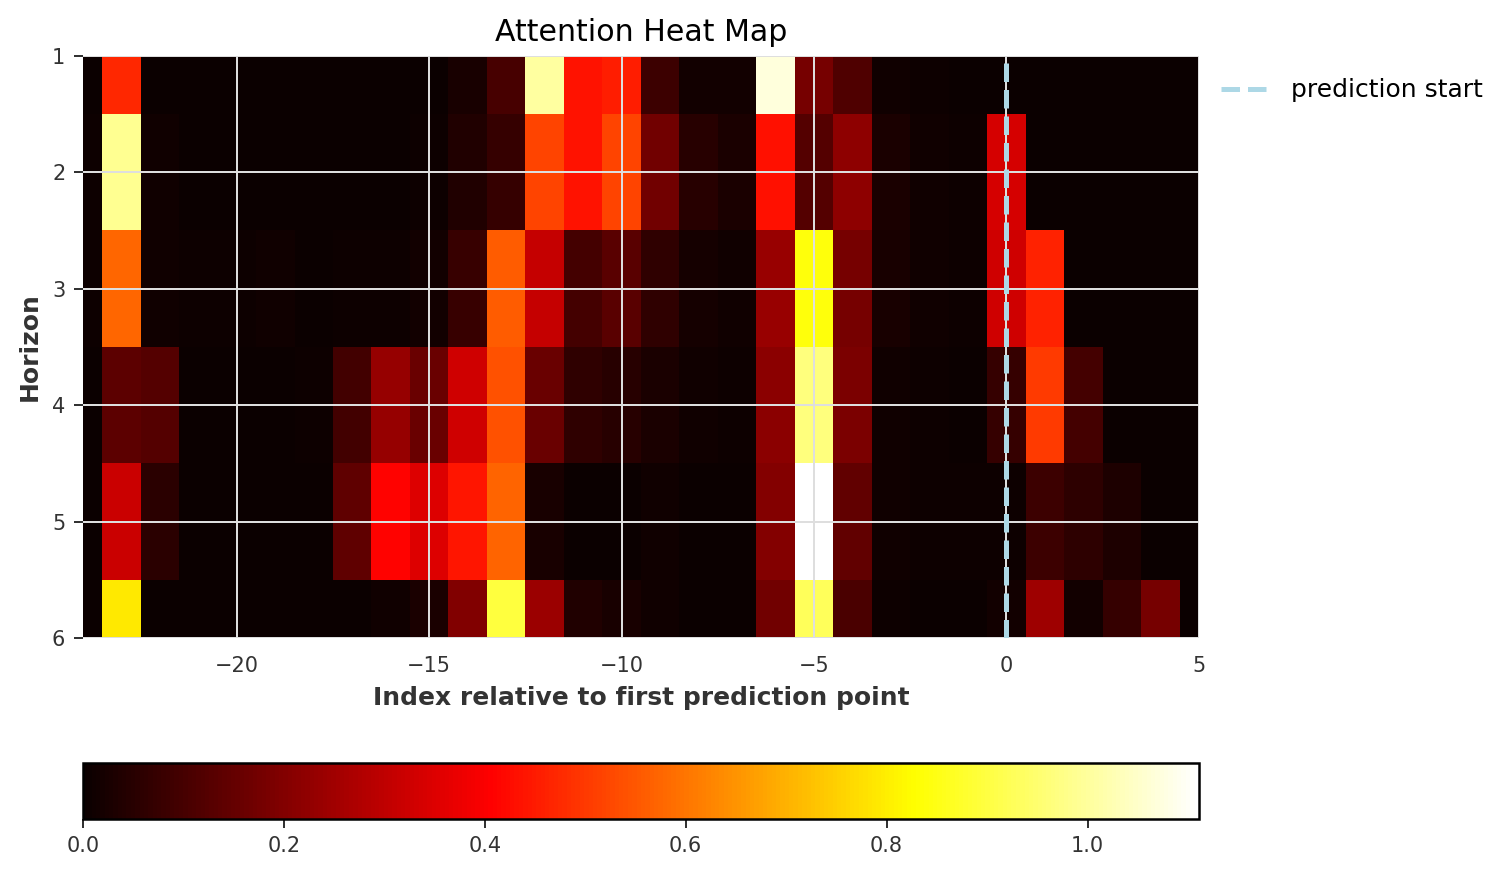 Attention Heat Map
prediction start
Horizon
1
2
3
4
5
6
−20 −15 −10 −5 0 5
Index relative to first prediction point
0.0 0.2 0.4 0.6 0.8 1.0